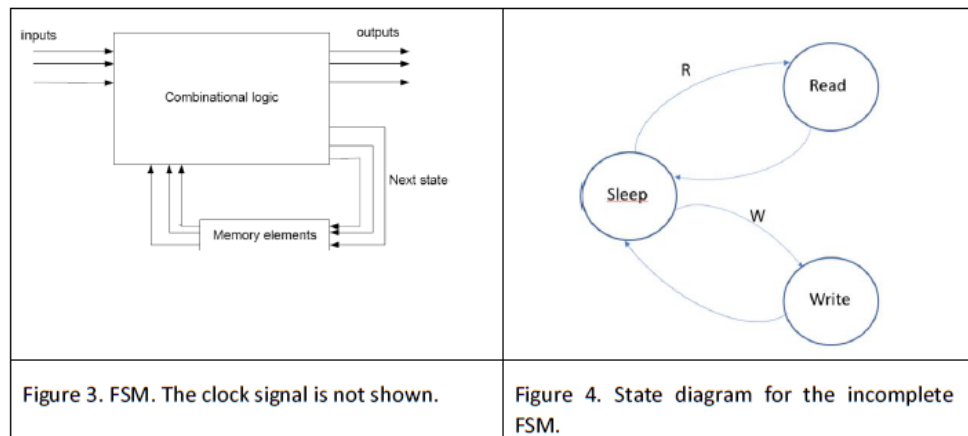 inputs
outputs
Combinational logic
Next state
Memory elements
R
Read
Sleep
W
Write
Figure 3. FSM. The clock signal is not shown.
Figure 4. State diagram for the incomplete
FSM.